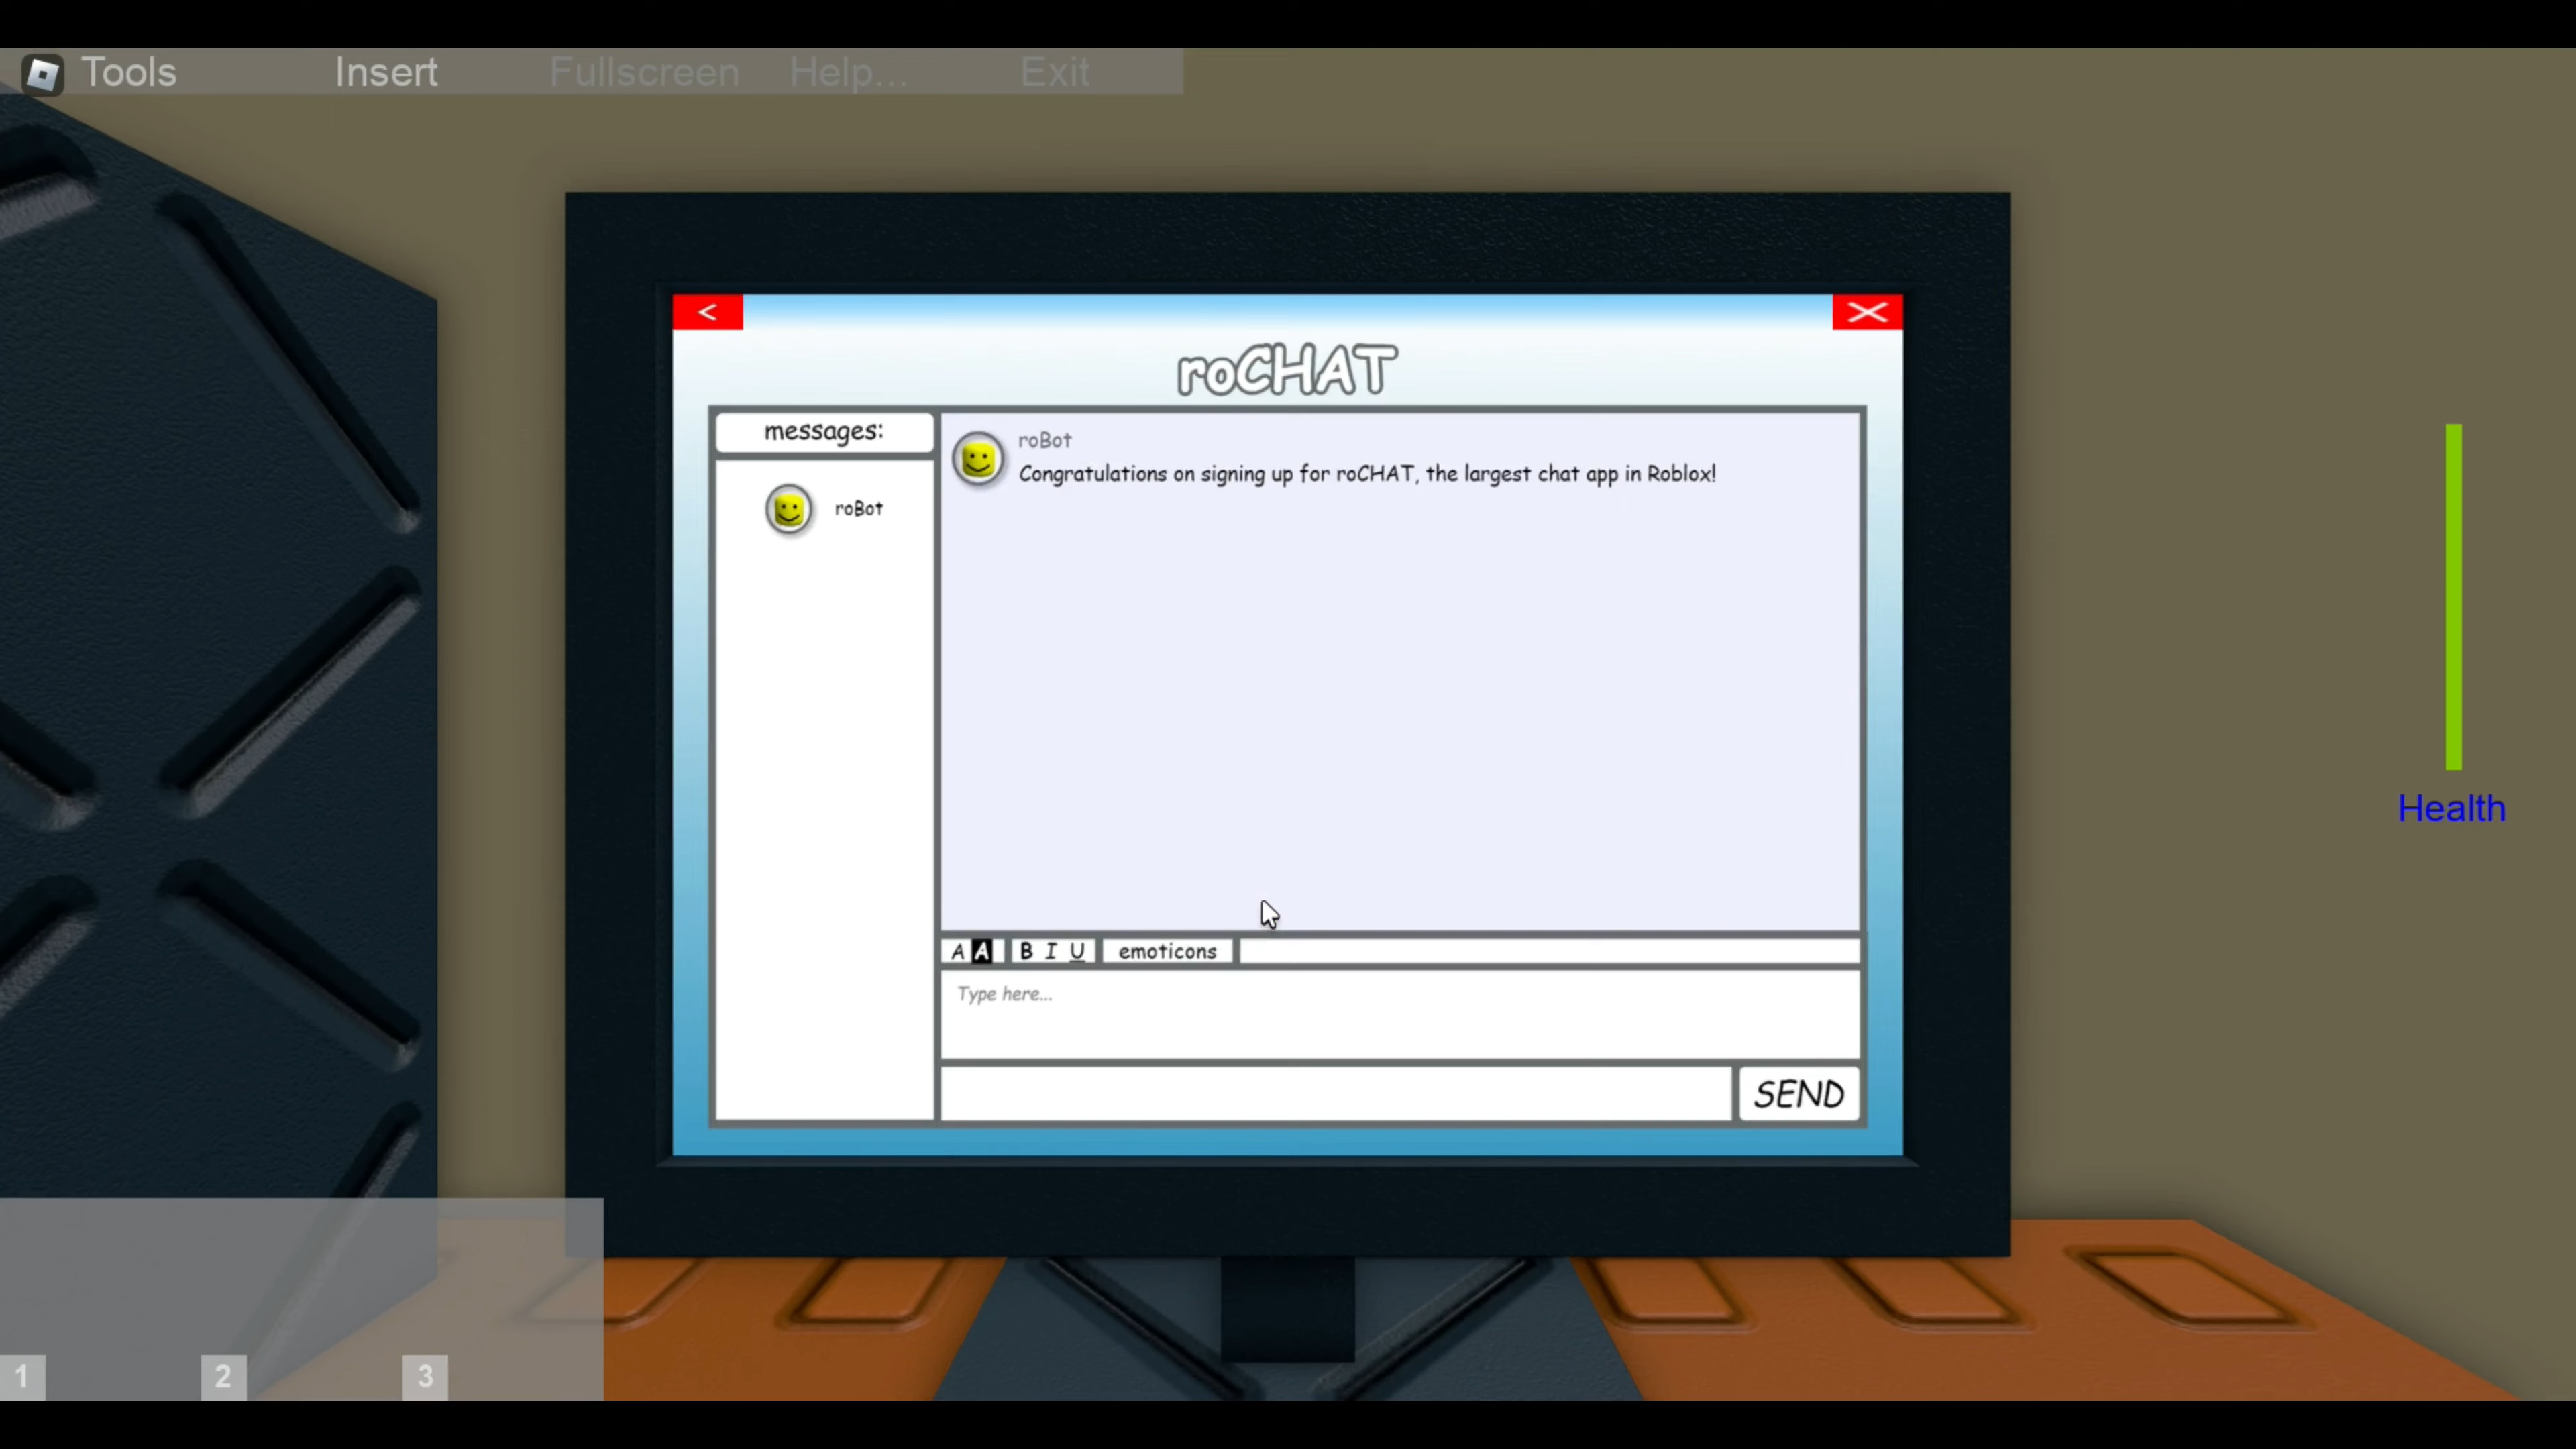 Tools Insert Fullscreen Help... Exit
<
roCHAT
messages:
roBot
roBot
Congratulations on signing up for roCHAT, the largest chat app in Roblox!
A A B I U emoticons
Type here...
SEND
Health
1 2 3